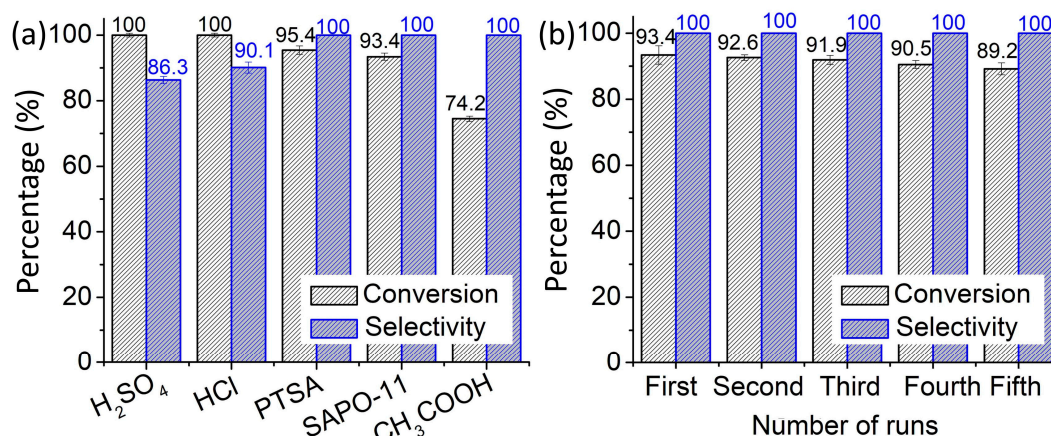 (a)
Percentage (%)
100
80
60
40
20
0
100
86.3
100
90.1
95.4
100
93.4
100
74.2
100
Conversion
Selectivity
H₂SO₄
HCl
PTSA
SAPO-11
CH₃COOH
(b)
Percentage (%)
100
80
60
40
20
0
93.4
100
92.6
100
91.9
100
90.5
100
89.2
100
Conversion
Selectivity
First Second Third Fourth Fifth
Number of runs